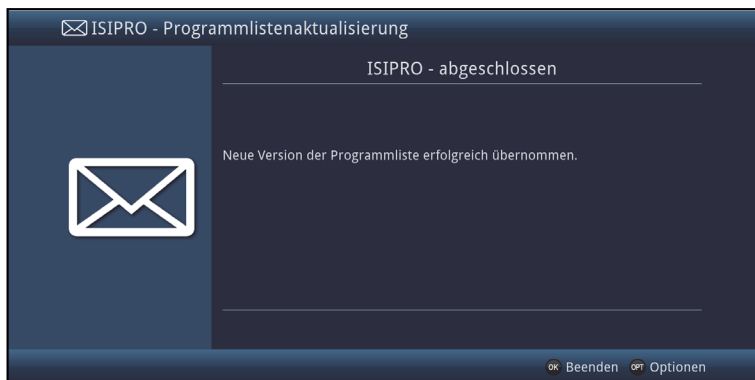 ISIPRO - Programmlistenaktualisierung
ISIPRO - abgeschlossen
Neue Version der Programmliste erfolgreich übernommen.
OK Beenden OPT Optionen